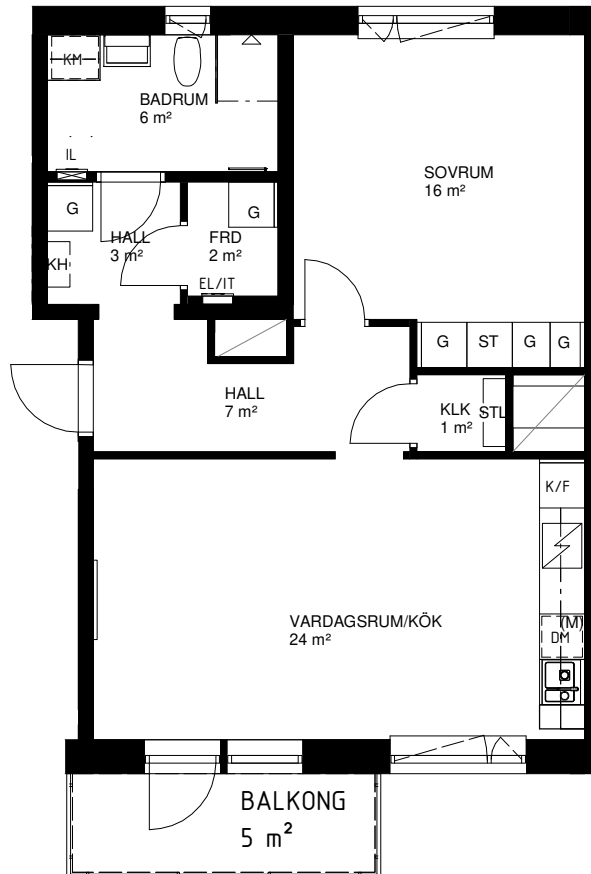 KM
BADRUM
6 m²
IL
SOVRUM
16 m²
G
HALL
3 m²
KH
FRD
2 m²
G
EL/IT
G
ST
G
G
HALL
7 m²
KLK
1 m²
STL
K/F
VARDAGSRUM/KÖK
24 m²
(M)
DM
BALKONG
5 m²